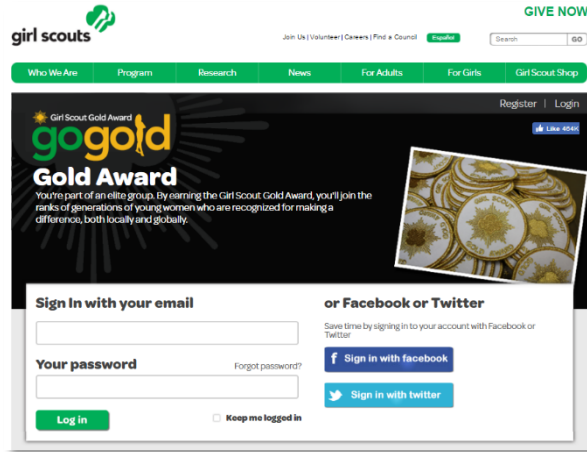 GIVE NOW
girl scouts
Join Us | Volunteer | Careers | Find a Council
Español
Search
GO
Who We Are
Program
Research
News
For Adults
For Girls
Girl Scout Shop
Register | Login
Girl Scout Gold Award
gogold
Like 464K
Gold Award
You're part of an elite group. By earning the Girl Scout Gold Award, you'll join the
ranks of generations of young women who are recognized for making a
difference, both locally and globally.
Sign In with your email
or Facebook or Twitter
Save time by signing in to your account with Facebook or
Twitter
f Sign in with facebook
Your password
Forgot password?
Sign in with twitter
Log in
Keep me logged in